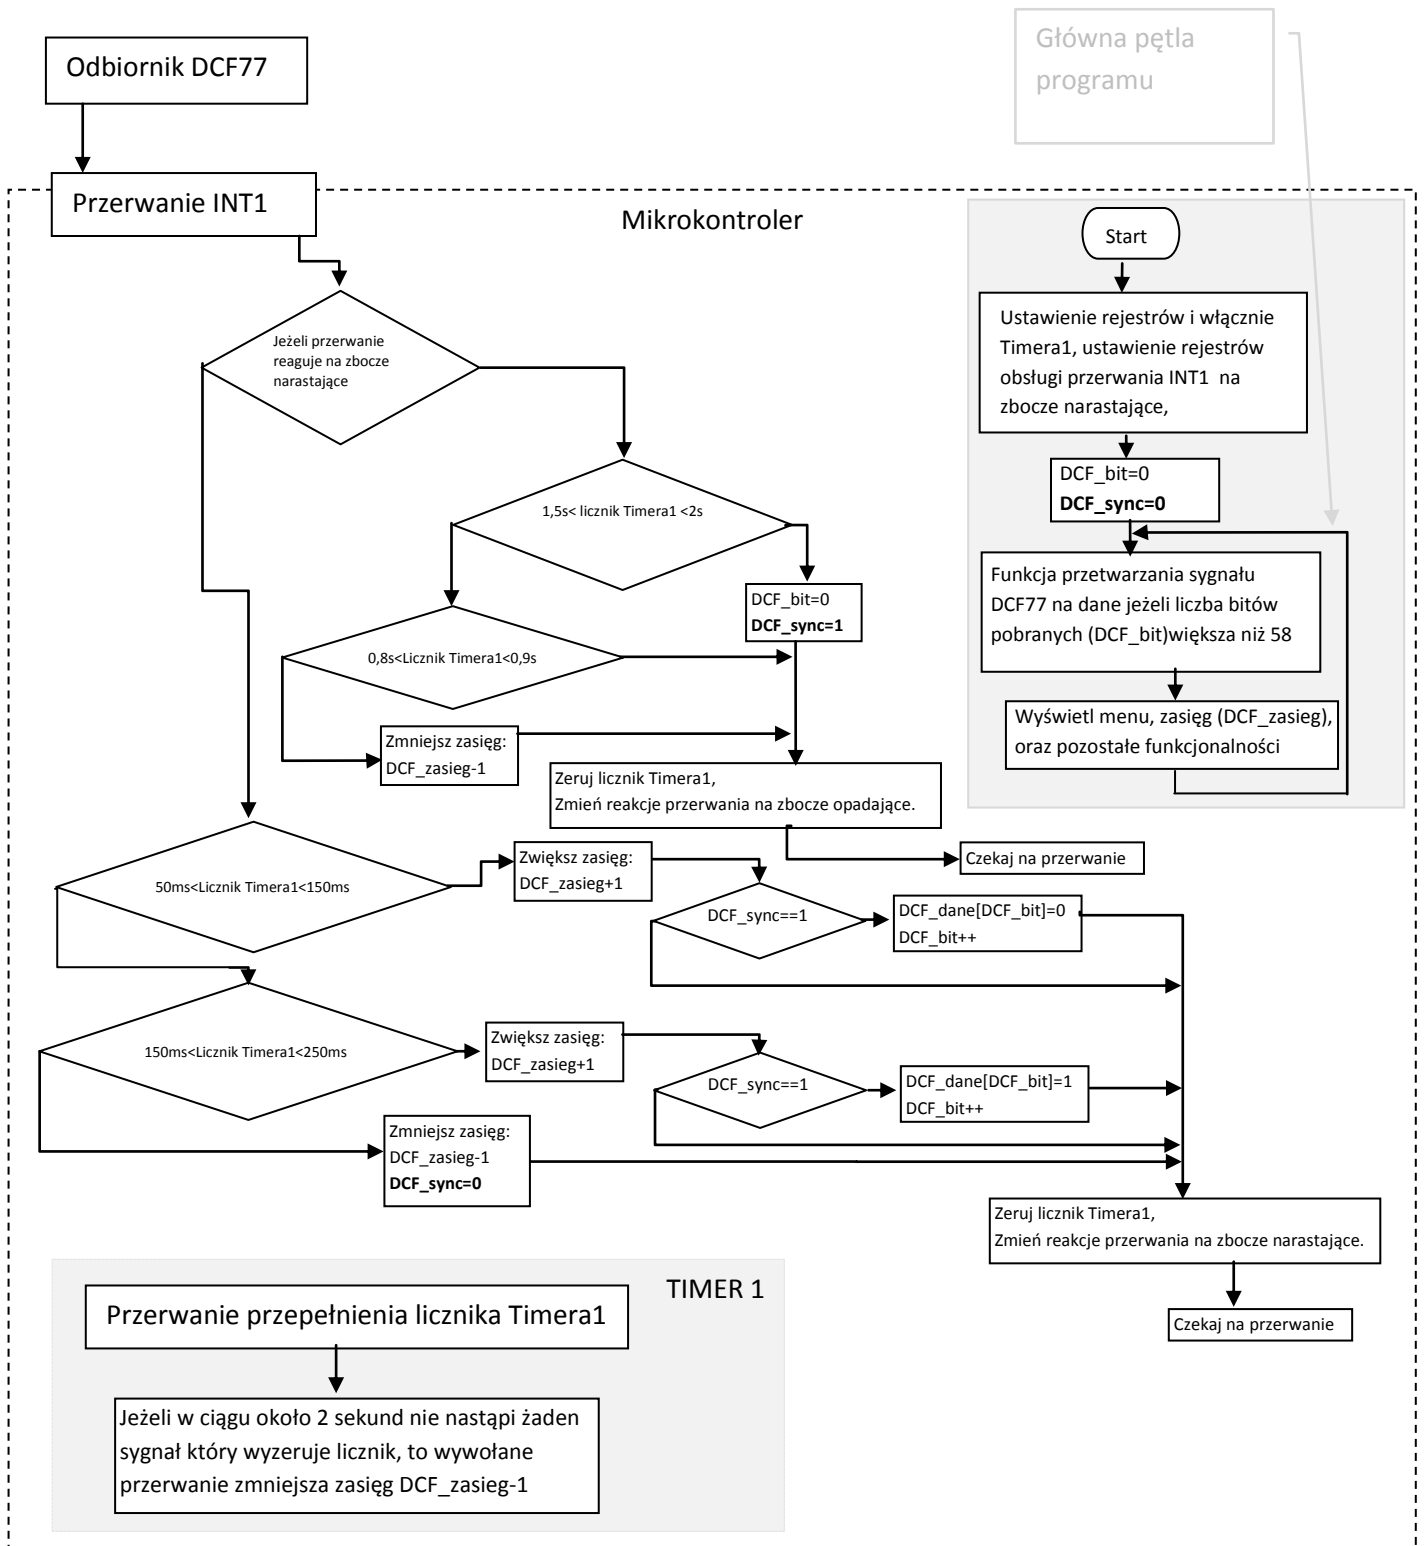 Odbiornik DCF77
Główna pętla
programu
Przerwanie INT1
Mikrokontroler
Start
Ustawienie rejestrów i włącznie
Timera1, ustawienie rejestrów
obsługi przerwania INT1 na
zbocze narastające,
DCF_bit=0
DCF_sync=0
Funkcja przetwarzania sygnału
DCF77 na dane jeżeli liczba bitów
pobranych (DCF_bit)większa niż 58
Wyświetl menu, zasięg (DCF_zasieg),
oraz pozostałe funkcjonalności
Jeżeli przerwanie
reaguje na zbocze
narastające
1,5s< licznik Timera1 <2s
DCF_bit=0
DCF_sync=1
0,8s<Licznik Timera1<0,9s
Zmniejsz zasięg:
DCF_zasieg-1
Zeruj licznik Timera1,
Zmień reakcje przerwania na zbocze opadające.
Czekaj na przerwanie
50ms<Licznik Timera1<150ms
Zwiększ zasięg:
DCF_zasieg+1
DCF_sync==1
DCF_dane[DCF_bit]=0
DCF_bit++
150ms<Licznik Timera1<250ms
Zwiększ zasięg:
DCF_zasieg+1
DCF_sync==1
DCF_dane[DCF_bit]=1
DCF_bit++
Zmniejsz zasięg:
DCF_zasieg-1
DCF_sync=0
Zeruj licznik Timera1,
Zmień reakcje przerwania na zbocze narastające.
Czekaj na przerwanie
TIMER 1
Przerwanie przepełnienia licznika Timera1
Jeżeli w ciągu około 2 sekund nie nastąpi żaden
sygnał który wyzeruje licznik, to wywołane
przerwanie zmniejsza zasięg DCF_zasieg-1